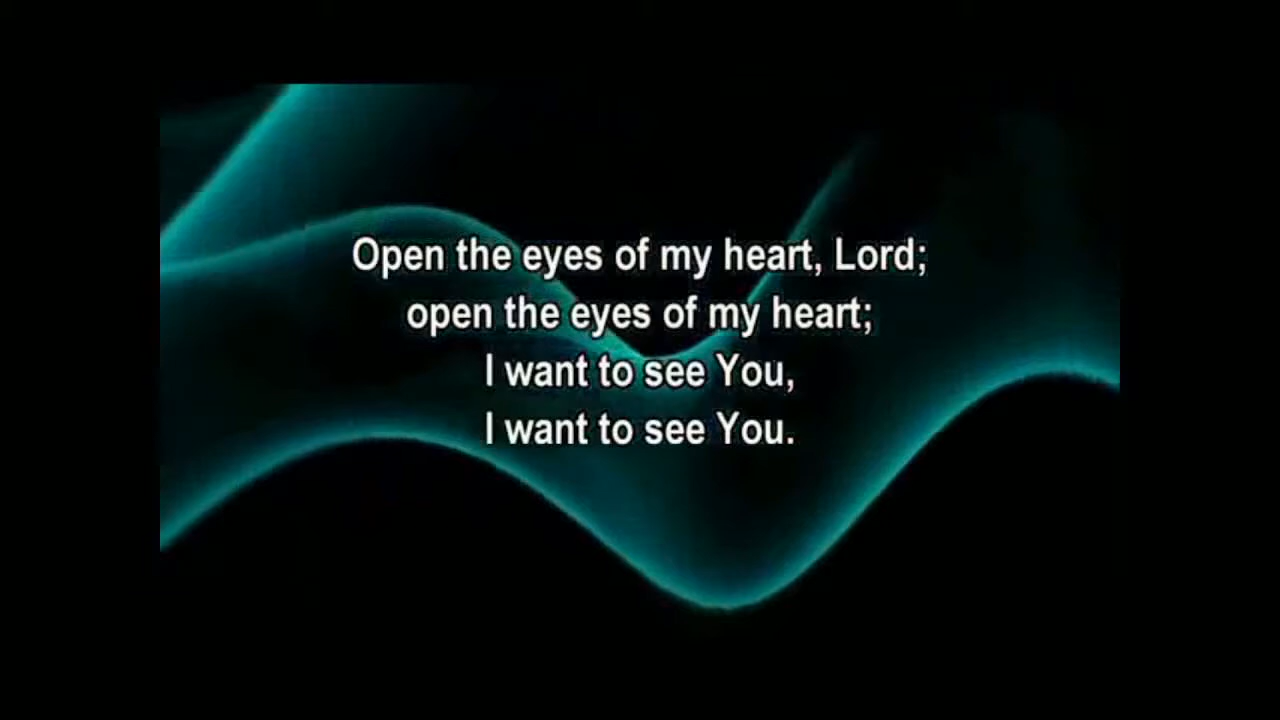 Open the eyes of my heart, Lord;
open the eyes of my heart;
I want to see You,
I want to see You.